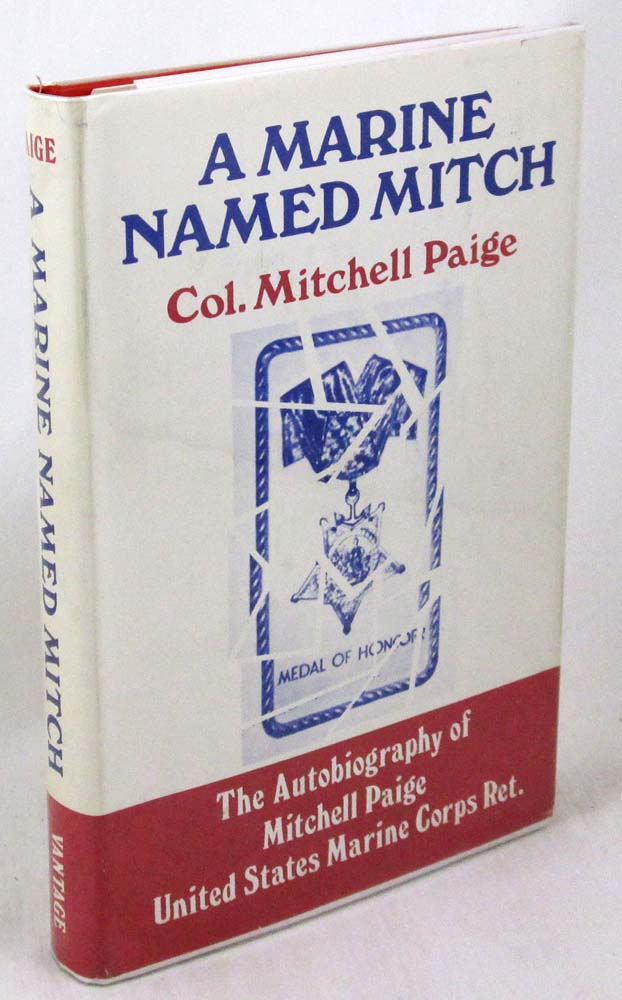 A MARINE
NAMED MITCH
Col. Mitchell Paige
MEDAL OF HONOR
The Autobiography of
Mitchell Paige
United States Marine Corps Ret.
AIGE A MARINE NAMED MITCH VANTAGE